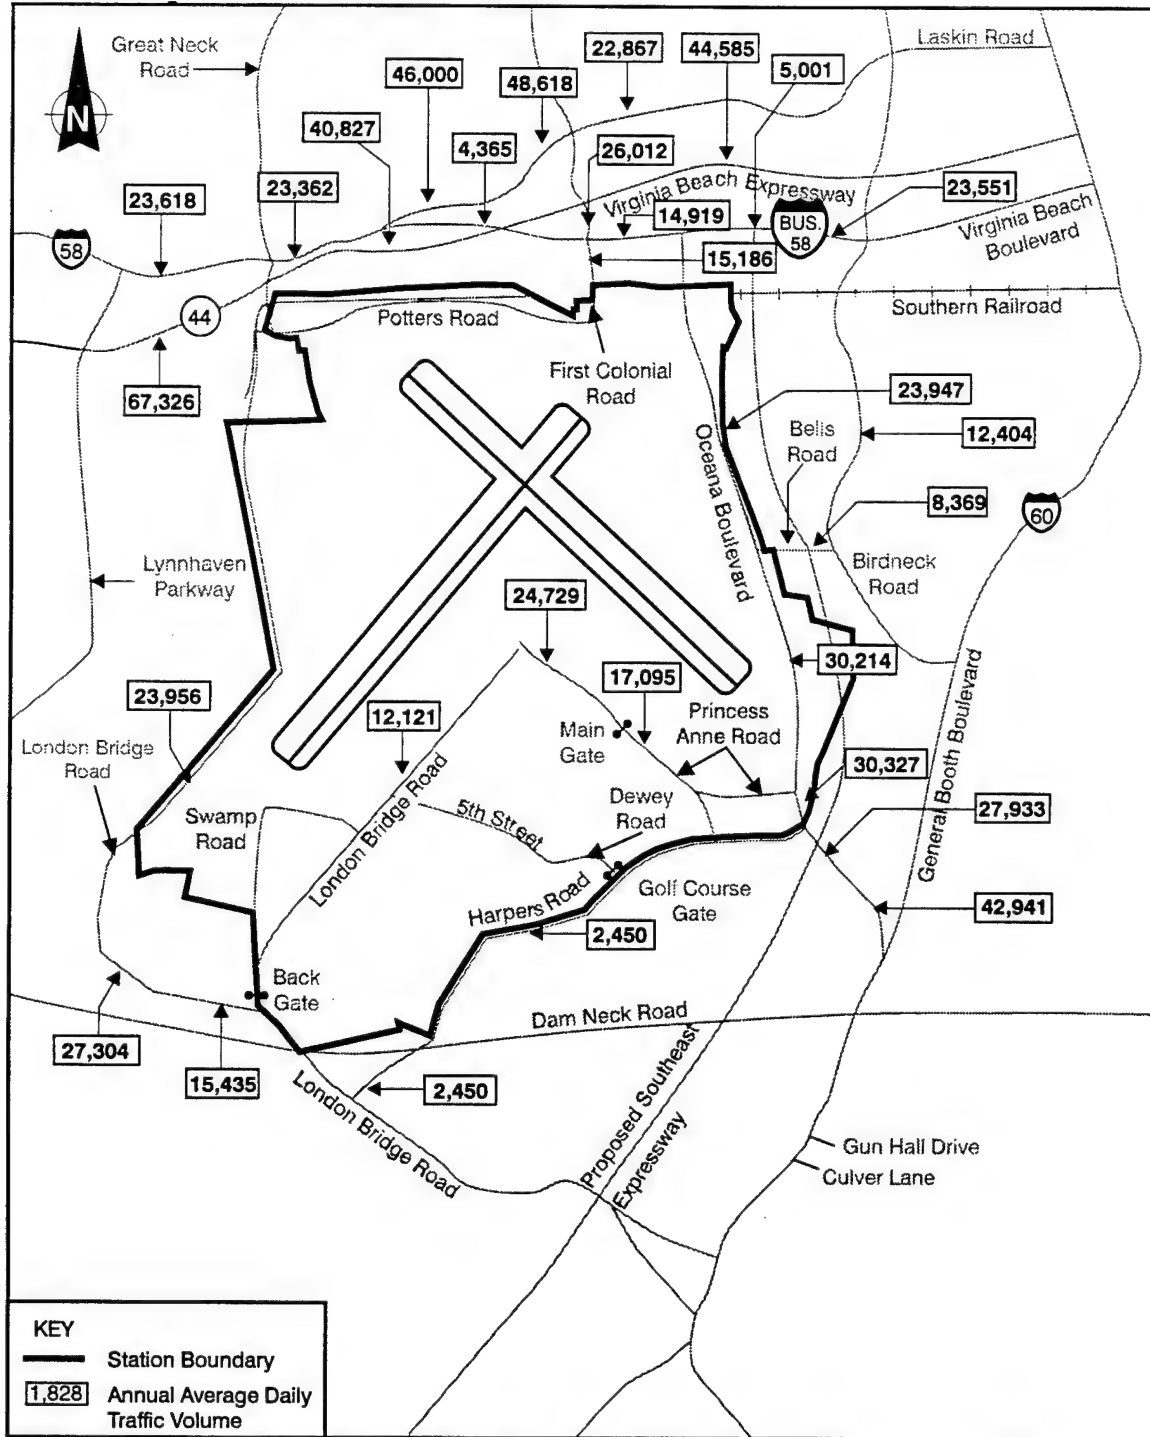 Great Neck
Road
22,867
44,585
Laskin Road
46,000
48,618
5,001
N
40,827
4,365
26,012
23,618
23,362
Virginia Beach Expressway
23,551
14,919
BUS.
58
Virginia Beach
Boulevard
58
15,186
44
Potters Road
Southern Railroad
First Colonial
Road
67,326
23,947
Bells
Road
12,404
Oceana Boulevard
8,369
60
Lynnhaven
Parkway
Birdneck
Road
24,729
30,214
17,095
23,956
12,121
Main
Gate
Princess
Anne Road
London Bridge
Road
General Booth Boulevard
30,327
Swamp
Road
London Bridge Road
5th Street
Dewey
Road
27,933
Harpers Road
Golf Course
Gate
42,941
2,450
Back
Gate
Dam Neck Road
27,304
15,435
2,450
London Bridge Road
Proposed Southeast
Expressway
Gun Hall Drive
Culver Lane
KEY
Station Boundary
1,828
Annual Average Daily
Traffic Volume